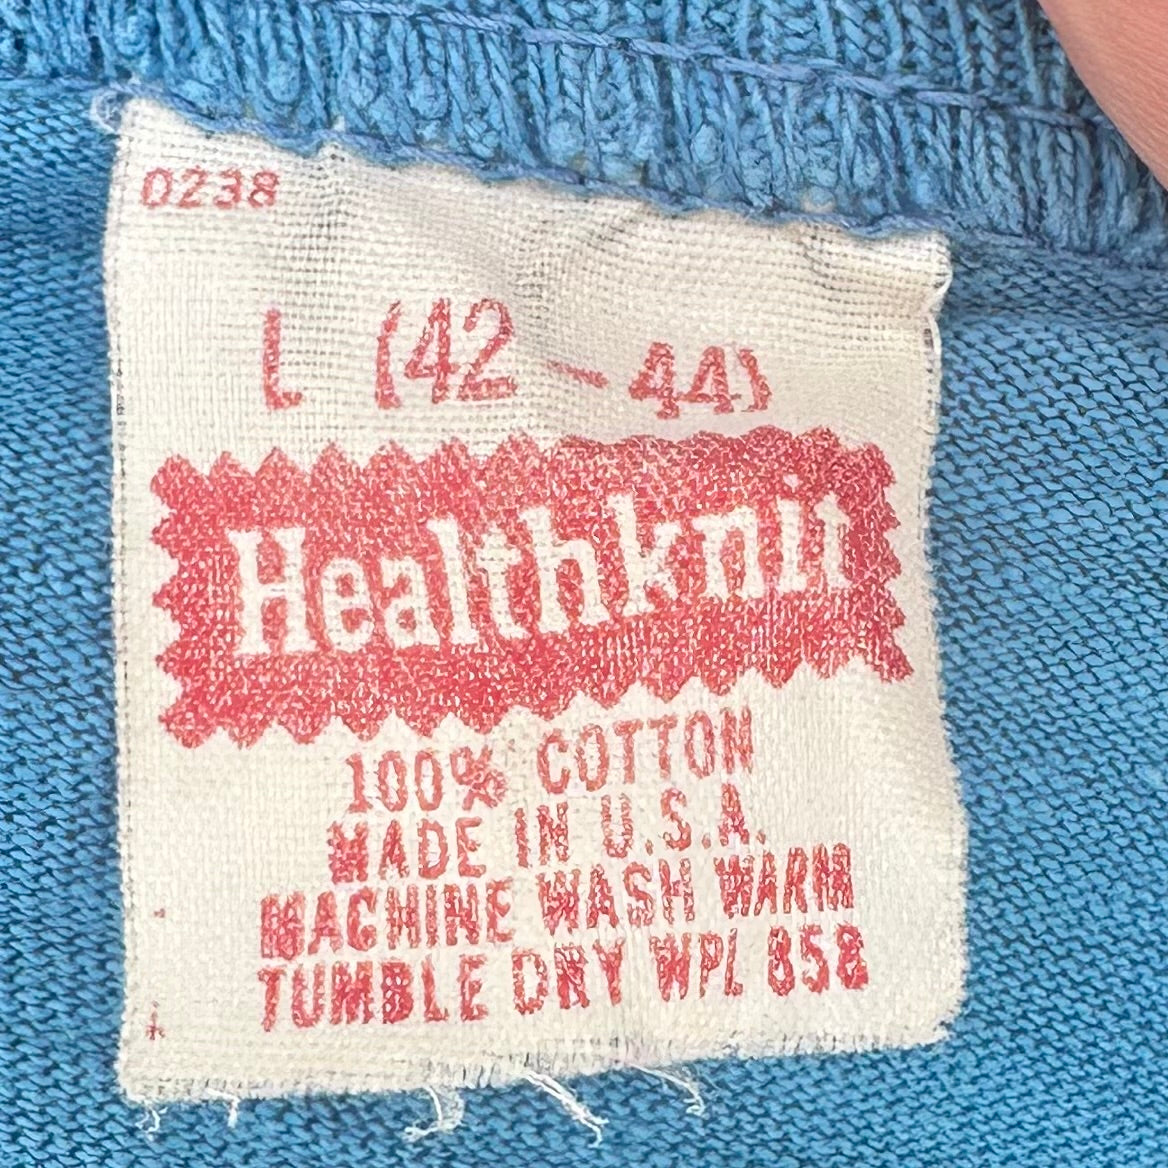 0238
L (42 - 44)
Healthknit
100% COTTON
MADE IN U.S.A.
MACHINE WASH WARM
TUMBLE DRY WPL 858